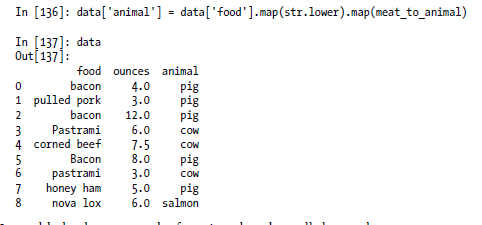 In [136]: data['animal'] = data['food'].map(str.lower).map(meat_to_animal)
In [137]: data
Out[137]:
food ounces animal
0 bacon 4.0 pig
1 pulled pork 3.0 pig
2 bacon 12.0 pig
3 Pastrami 6.0 cow
4 corned beef 7.5 cow
5 Bacon 8.0 pig
6 pastrami 3.0 cow
7 honey ham 5.0 pig
8 nova lox 6.0 salmon